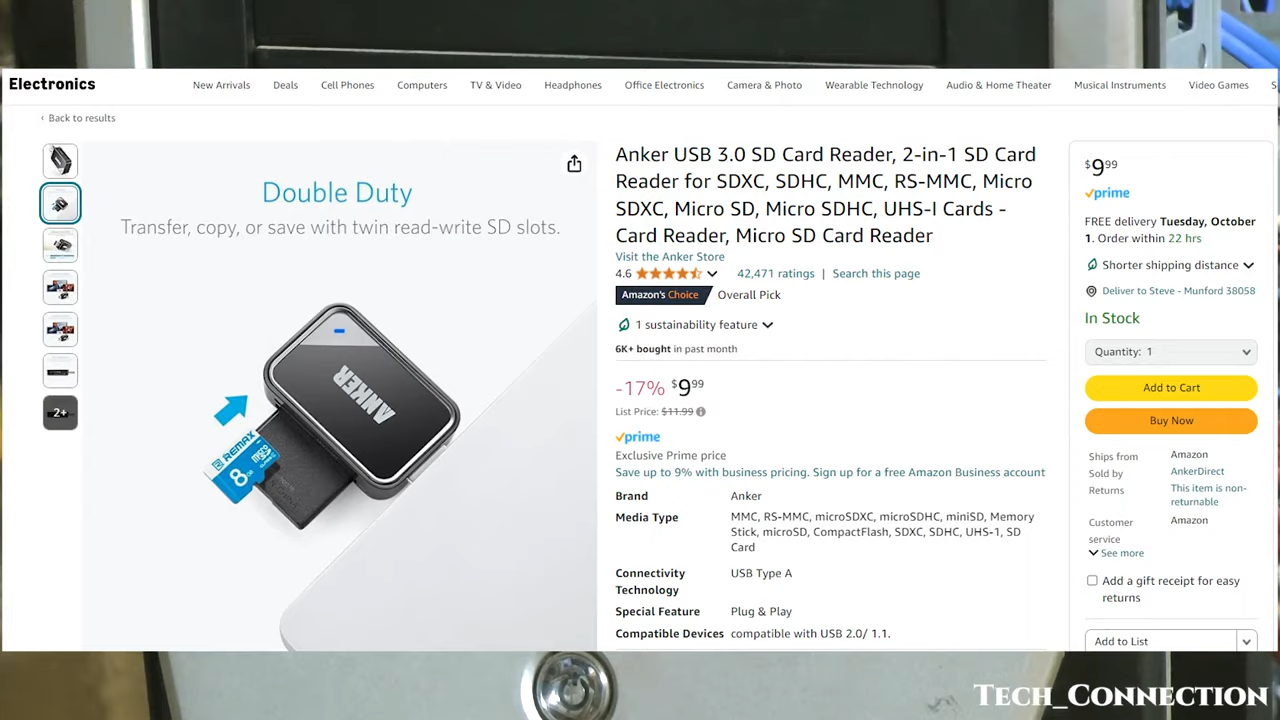 Electronics
New Arrivals
Deals
Cell Phones
Computers
TV & Video
Headphones
Office Electronics
Camera & Photo
Wearable Technology
Audio & Home Theater
Musical Instruments
Video Games
S
‹ Back to results
Double Duty
Transfer, copy, or save with twin read-write SD slots.
ANKER
REMAX
8GB
2+
Anker USB 3.0 SD Card Reader, 2-in-1 SD Card
Reader for SDXC, SDHC, MMC, RS-MMC, Micro
SDXC, Micro SD, Micro SDHC, UHS-I Cards -
Card Reader, Micro SD Card Reader
Visit the Anker Store
4.6
42,471 ratings | Search this page
Amazon's Choice Overall Pick
1 sustainability feature
6K+ bought in past month
-17% $9 99
List Price: $11.99
prime
Exclusive Prime price
Save up to 9% with business pricing. Sign up for a free Amazon Business account
Brand Anker
Media Type MMC, RS-MMC, microSDXC, microSDHC, miniSD, Memory
Stick, microSD, CompactFlash, SDXC, SDHC, UHS-1, SD
Card
Connectivity USB Type A
Technology
Special Feature Plug & Play
Compatible Devices compatible with USB 2.0/ 1.1.
$9 99
prime
FREE delivery Tuesday, October
1. Order within 22 hrs
Shorter shipping distance
Deliver to Steve - Munford 38058
In Stock
Quantity: 1
Add to Cart
Buy Now
Ships from Amazon
Sold by AnkerDirect
Returns This item is non-
returnable
Customer Amazon
service
See more
Add a gift receipt for easy
returns
Add to List
Tech_Connection